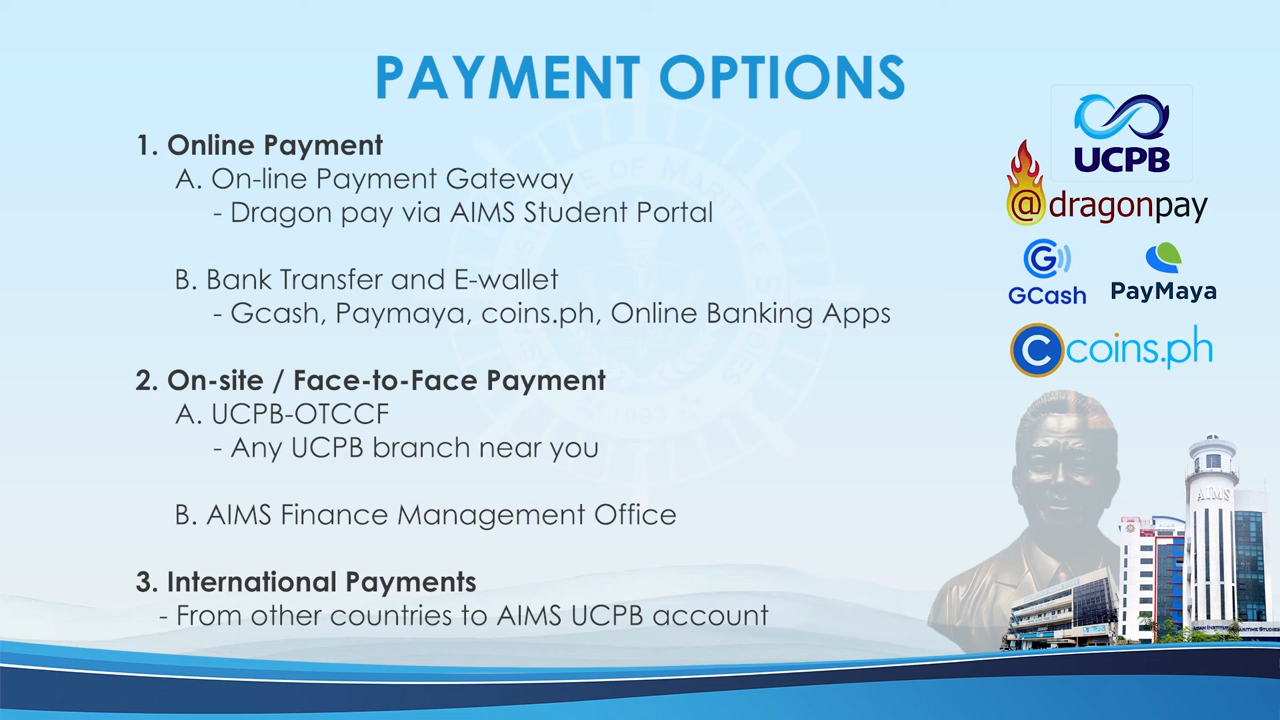 PAYMENT OPTIONS
1. Online Payment
A. On-line Payment Gateway
- Dragon pay via AIMS Student Portal
B. Bank Transfer and E-wallet
- Gcash, Paymaya, coins.ph, Online Banking Apps
2. On-site / Face-to-Face Payment
A. UCPB-OTCCF
- Any UCPB branch near you
B. AIMS Finance Management Office
3. International Payments
- From other countries to AIMS UCPB account
UCPB
@dragonpay
G
GCash
PayMaya
C coins.ph
AIMS
1993